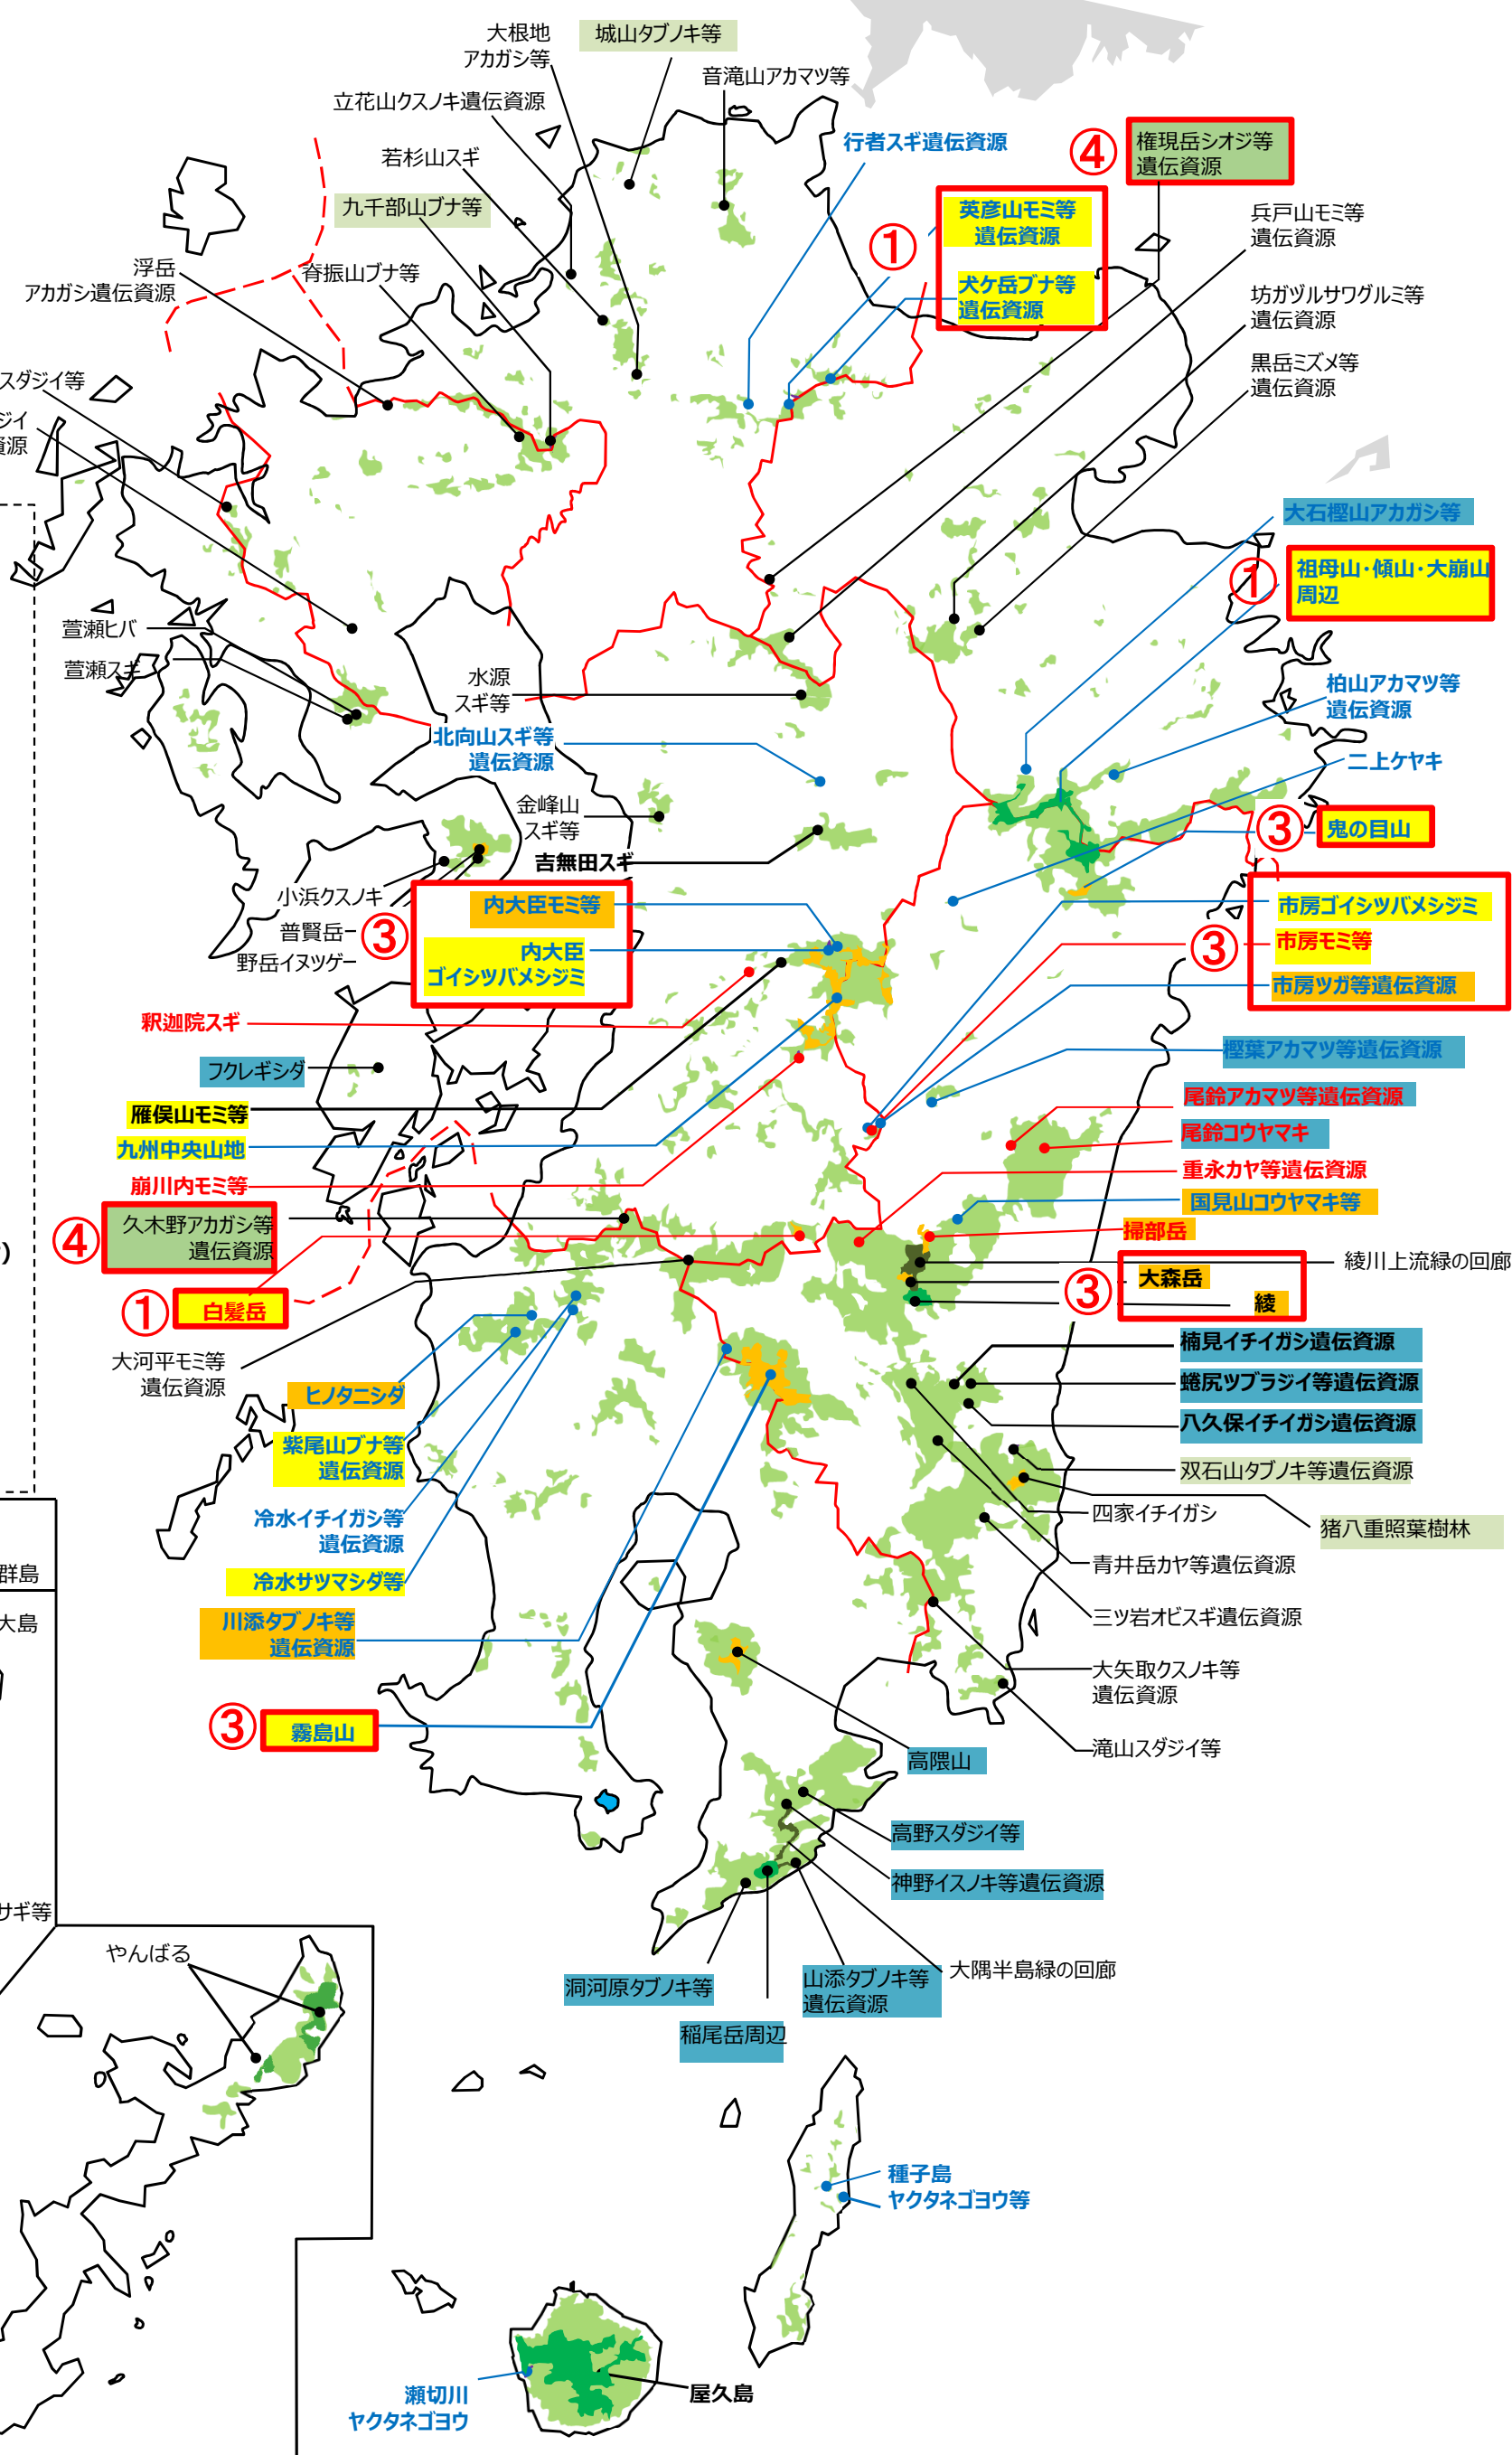 大根地
アカガシ等
城山タブノキ等
音滝山アカマツ等
立花山クスノキ遺伝資源
若杉山スギ
九千部山ブナ等
浮岳
アカガシ遺伝資源
脊振山ブナ等
行者スギ遺伝資源
④
権現岳シオジ等
遺伝資源
①
英彦山モミ等
遺伝資源
犬ケ岳ブナ等
遺伝資源
兵戸山モミ等
遺伝資源
坊ガヅルサワグルミ等
遺伝資源
黒岳ミズメ等
遺伝資源
スダジイ等
ジイ
資源
大石樫山アカガシ等
①
祖母山・傾山・大崩山
周辺
萱瀬ヒバ
萱瀬スギ
水源
スギ等
北向山スギ等
遺伝資源
柏山アカマツ等
遺伝資源
二上ケヤキ
金峰山
スギ等
③
鬼の目山
吉無田スギ
小浜クスノキ
普賢岳
野岳イヌツゲ
③
内大臣モミ等
内大臣
ゴイシツバメシジミ
③
市房ゴイシツバメシジミ
市房モミ等
市房ツガ等遺伝資源
釈迦院スギ
フクレギシダ
樫葉アカマツ等遺伝資源
雁俣山モミ等
九州中央山地
崩川内モミ等
尾鈴アカマツ等遺伝資源
尾鈴コウヤマキ
重永カヤ等遺伝資源
国見山コウヤマキ等
掃部岳
④
久木野アカガシ等
遺伝資源
)
綾川上流緑の回廊
①
白髪岳
③
大森岳
綾
大河平モミ等
遺伝資源
ヒノタニシダ
楠見イチイガシ遺伝資源
蜷尻ツブラジイ等遺伝資源
八久保イチイガシ遺伝資源
紫尾山ブナ等
遺伝資源
双石山タブノキ等遺伝資源
冷水イチイガシ等
遺伝資源
四家イチイガシ
猪八重照葉樹林
群島
冷水サツマシダ等
青井岳カヤ等遺伝資源
大島
川添タブノキ等
遺伝資源
三ツ岩オビスギ遺伝資源
大矢取クスノキ等
遺伝資源
③
霧島山
高隈山
滝山スダジイ等
高野スダジイ等
神野イスノキ等遺伝資源
サギ等
やんばる
洞河原タブノキ等
山添タブノキ等
遺伝資源
大隅半島緑の回廊
稲尾岳周辺
種子島
ヤクタネゴヨウ等
瀬切川
ヤクタネゴヨウ
屋久島